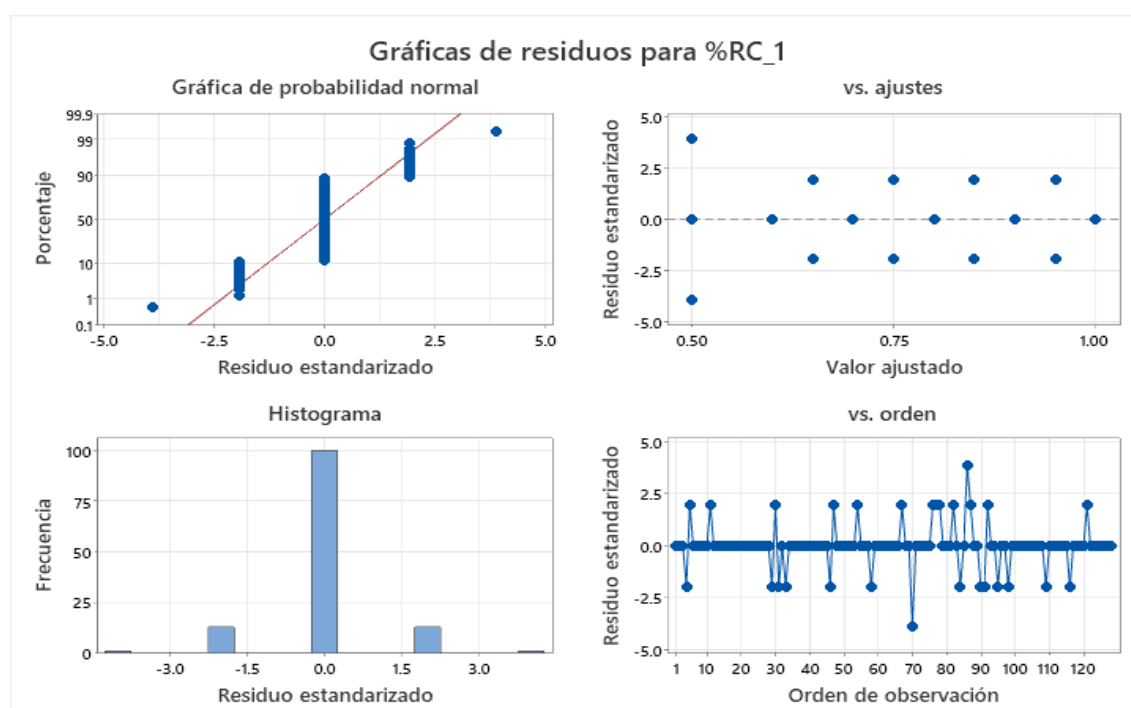 Gráficas de residuos para %RC_1
Gráfica de probabilidad normal
99.9
99
90
50
10
1
0.1
Porcentaje
-5.0 -2.5 0.0 2.5 5.0
Residuo estandarizado
vs. ajustes
5.0
2.5
0.0
-2.5
-5.0
Residuo estandarizado
0.50 0.75 1.00
Valor ajustado
Histograma
100
75
50
25
0
Frecuencia
-3.0 -1.5 0.0 1.5 3.0
Residuo estandarizado
vs. orden
5.0
2.5
0.0
-2.5
-5.0
Residuo estandarizado
1 10 20 30 40 50 60 70 80 90 100 110 120
Orden de observación